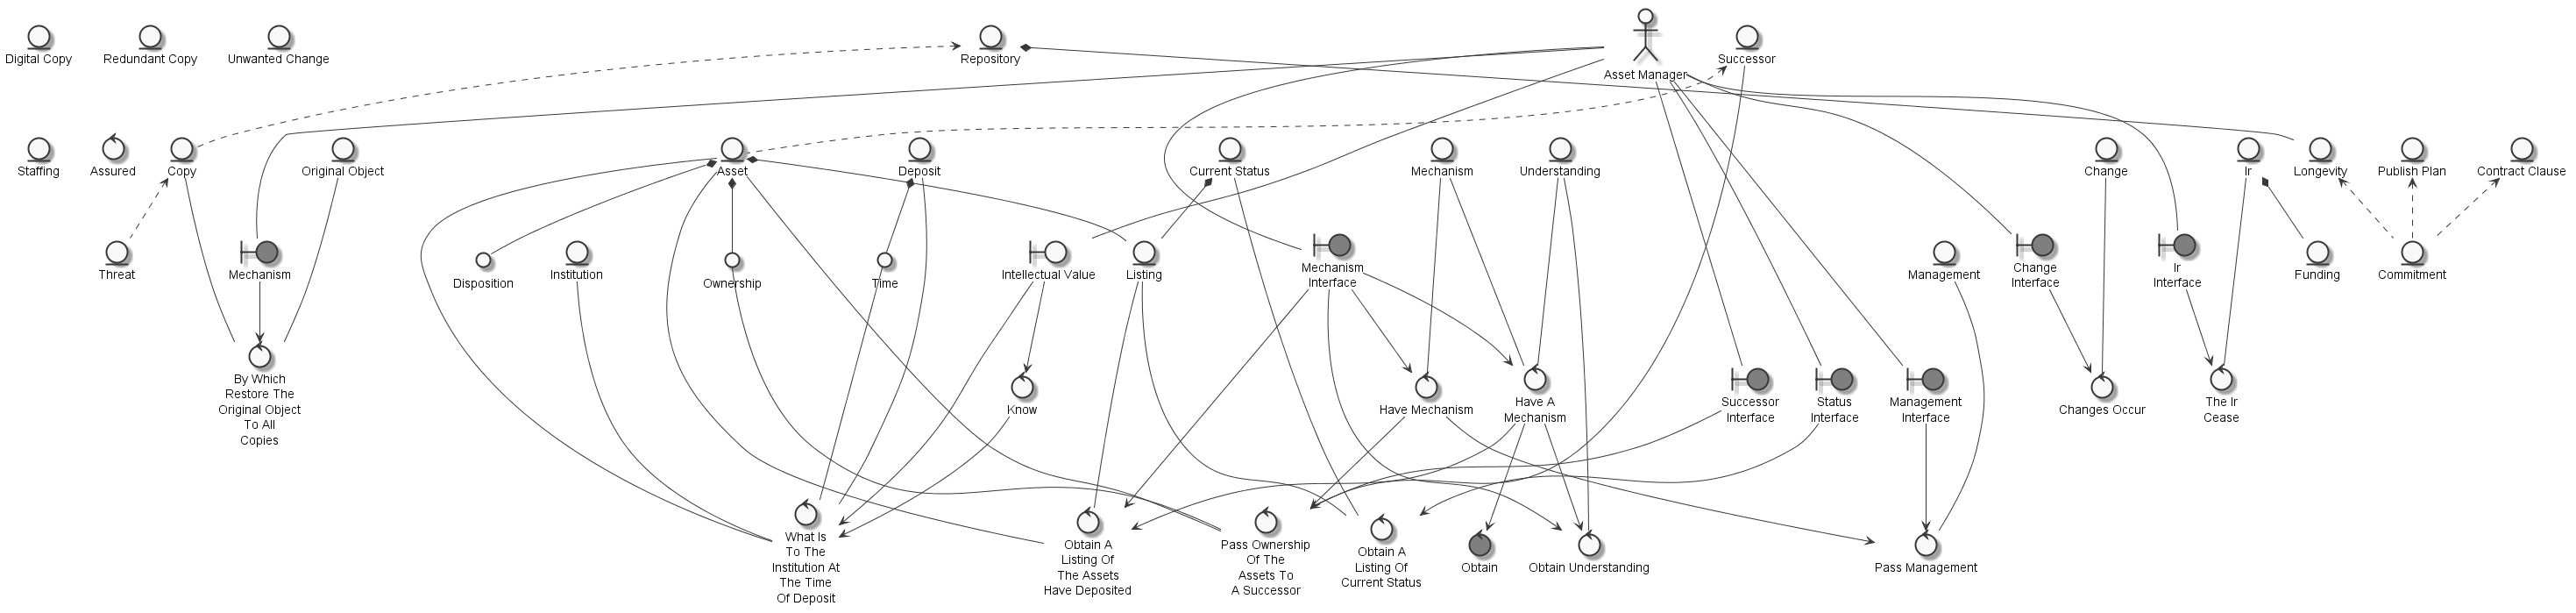 Digital Copy
Redundant Copy
Unwanted Change
Repository
Asset Manager
Successor
Staffing
Assured
Copy
Original Object
Asset
Deposit
Current Status
Mechanism
Understanding
Change
Ir
Longevity
Publish Plan
Contract Clause
Threat
Mechanism
Disposition
Institution
Ownership
Time
Intellectual Value
Listing
Mechanism
Interface
Management
Change
Interface
Ir
Interface
Funding
Commitment
By Which
Restore The
Original Object
To All
Copies
Know
Have Mechanism
Have A
Mechanism
Successor
Interface
Status
Interface
Management
Interface
Changes Occur
The Ir
Cease
What Is
To The
Institution At
The Time
Of Deposit
Obtain A
Listing Of
The Assets
Have Deposited
Pass Ownership
Of The
Assets To
A Successor
Obtain A
Listing Of
Current Status
Obtain
Obtain Understanding
Pass Management